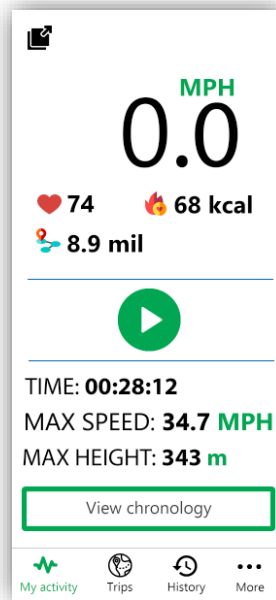 MPH
0.0
74 68 kcal
8.9 mil
TIME: 00:28:12
MAX SPEED: 34.7 MPH
MAX HEIGHT: 343 m
View chronology
My activity Trips History More